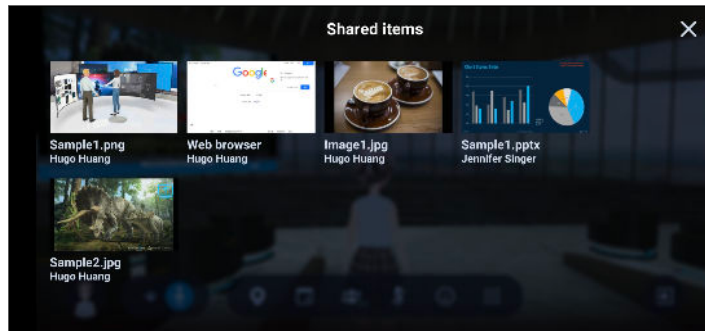 Shared items
Sample1.png
Hugo Huang
Web browser
Hugo Huang
Image1.jpg
Hugo Huang
Sample1.pptx
Jennifer Singer
Google
Sample2.jpg
Hugo Huang